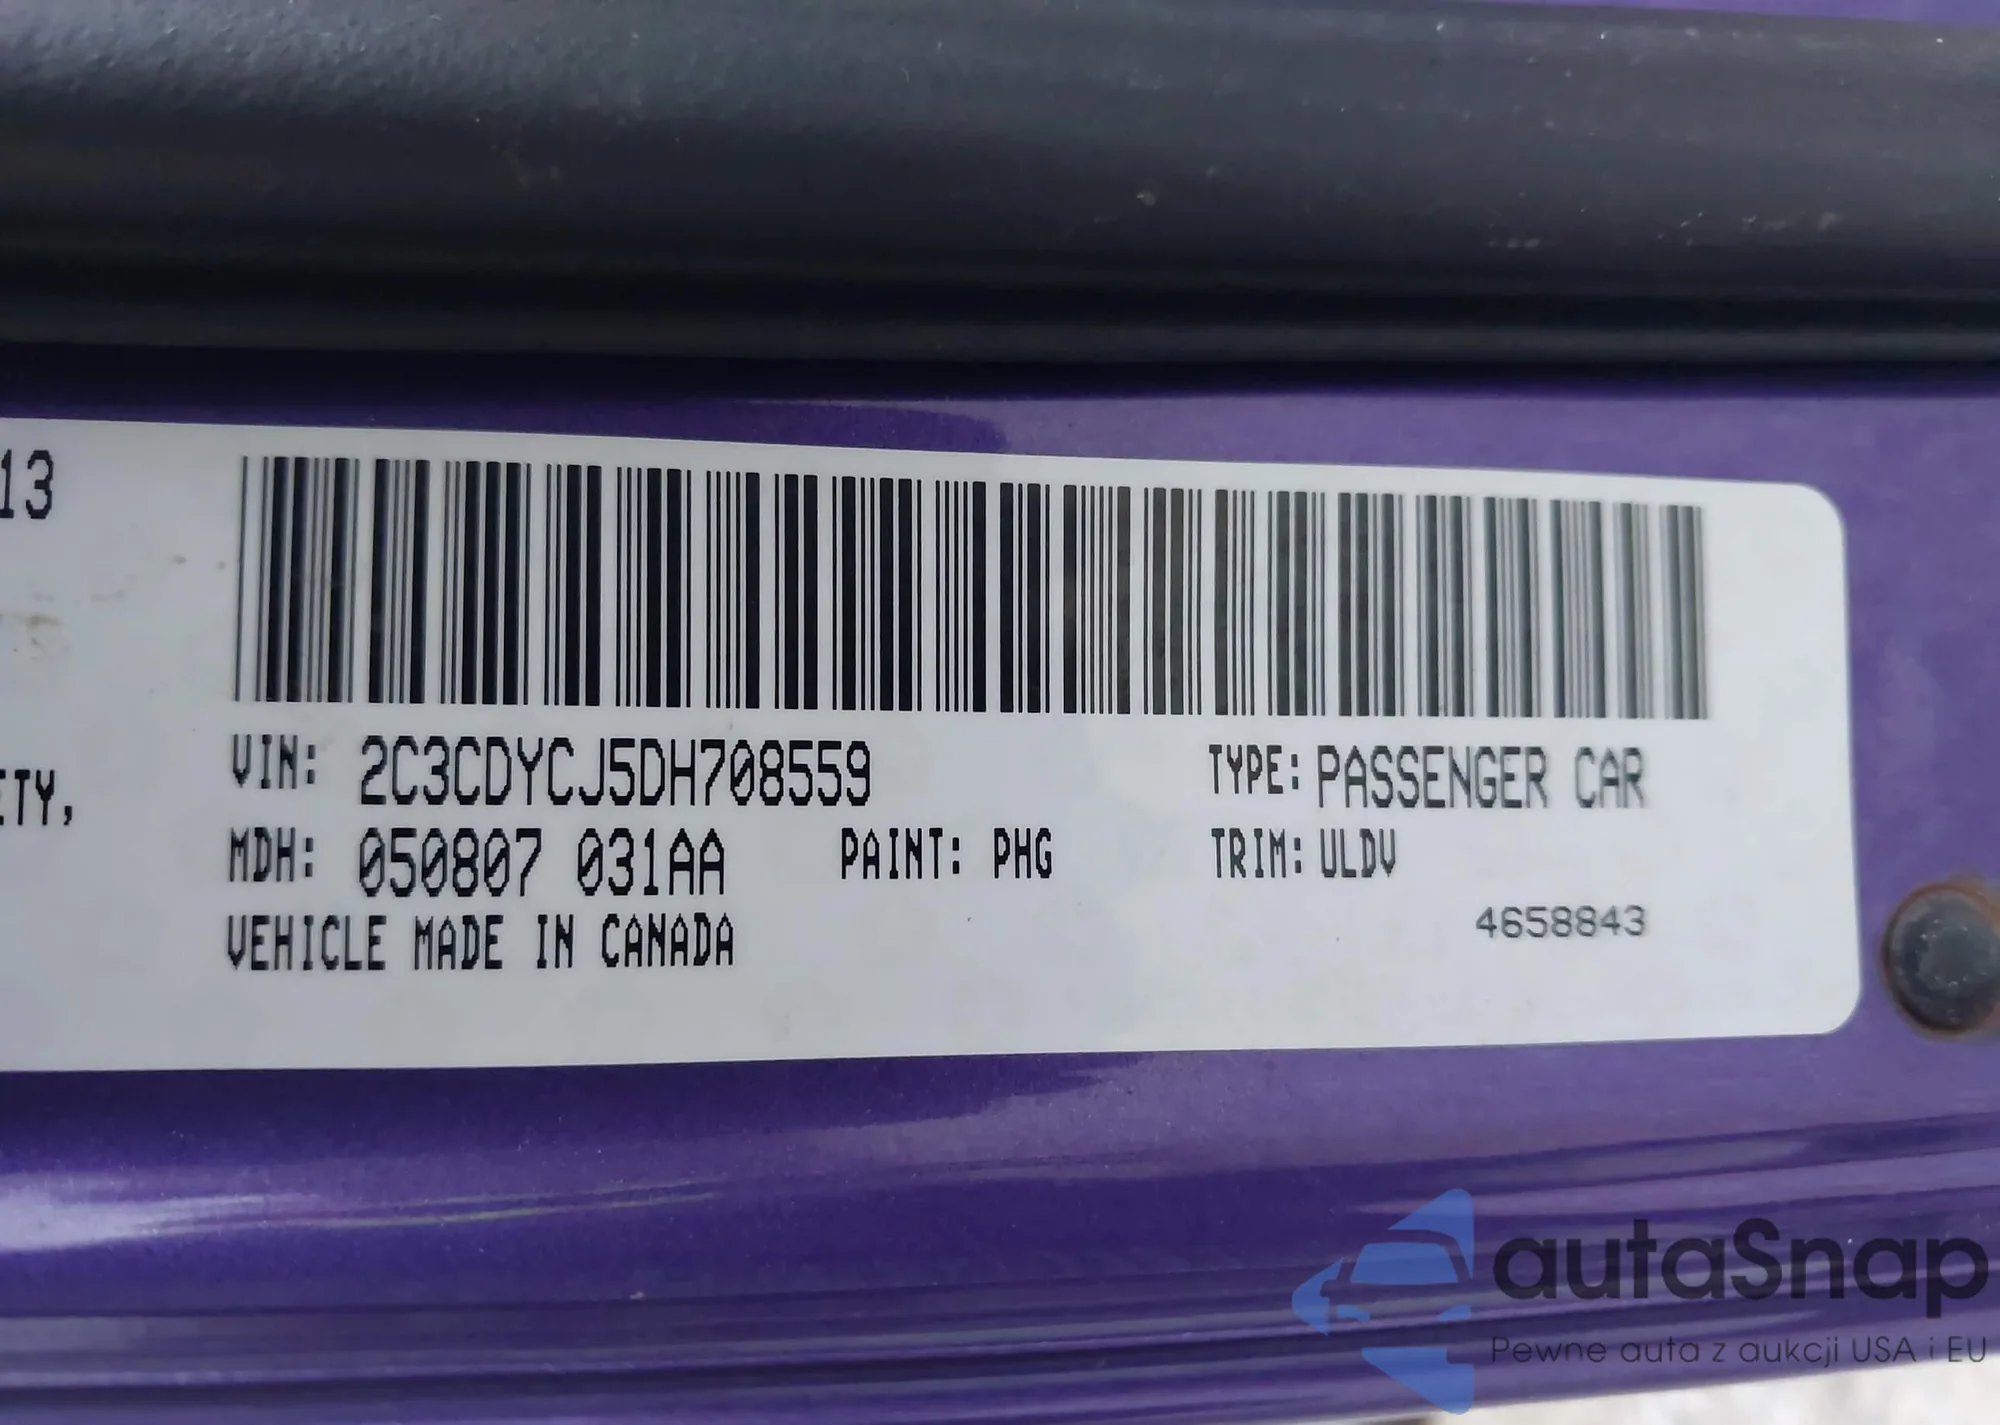 13
ETY,
VIN: 2C3CDYCJ5DH708559
TYPE: PASSENGER CAR
MDH: 050807 031AA
PAINT: PHG
TRIM: ULDV
VEHICLE MADE IN CANADA
4658843
autaSnap
Pewne auta z aukcji USA i EU